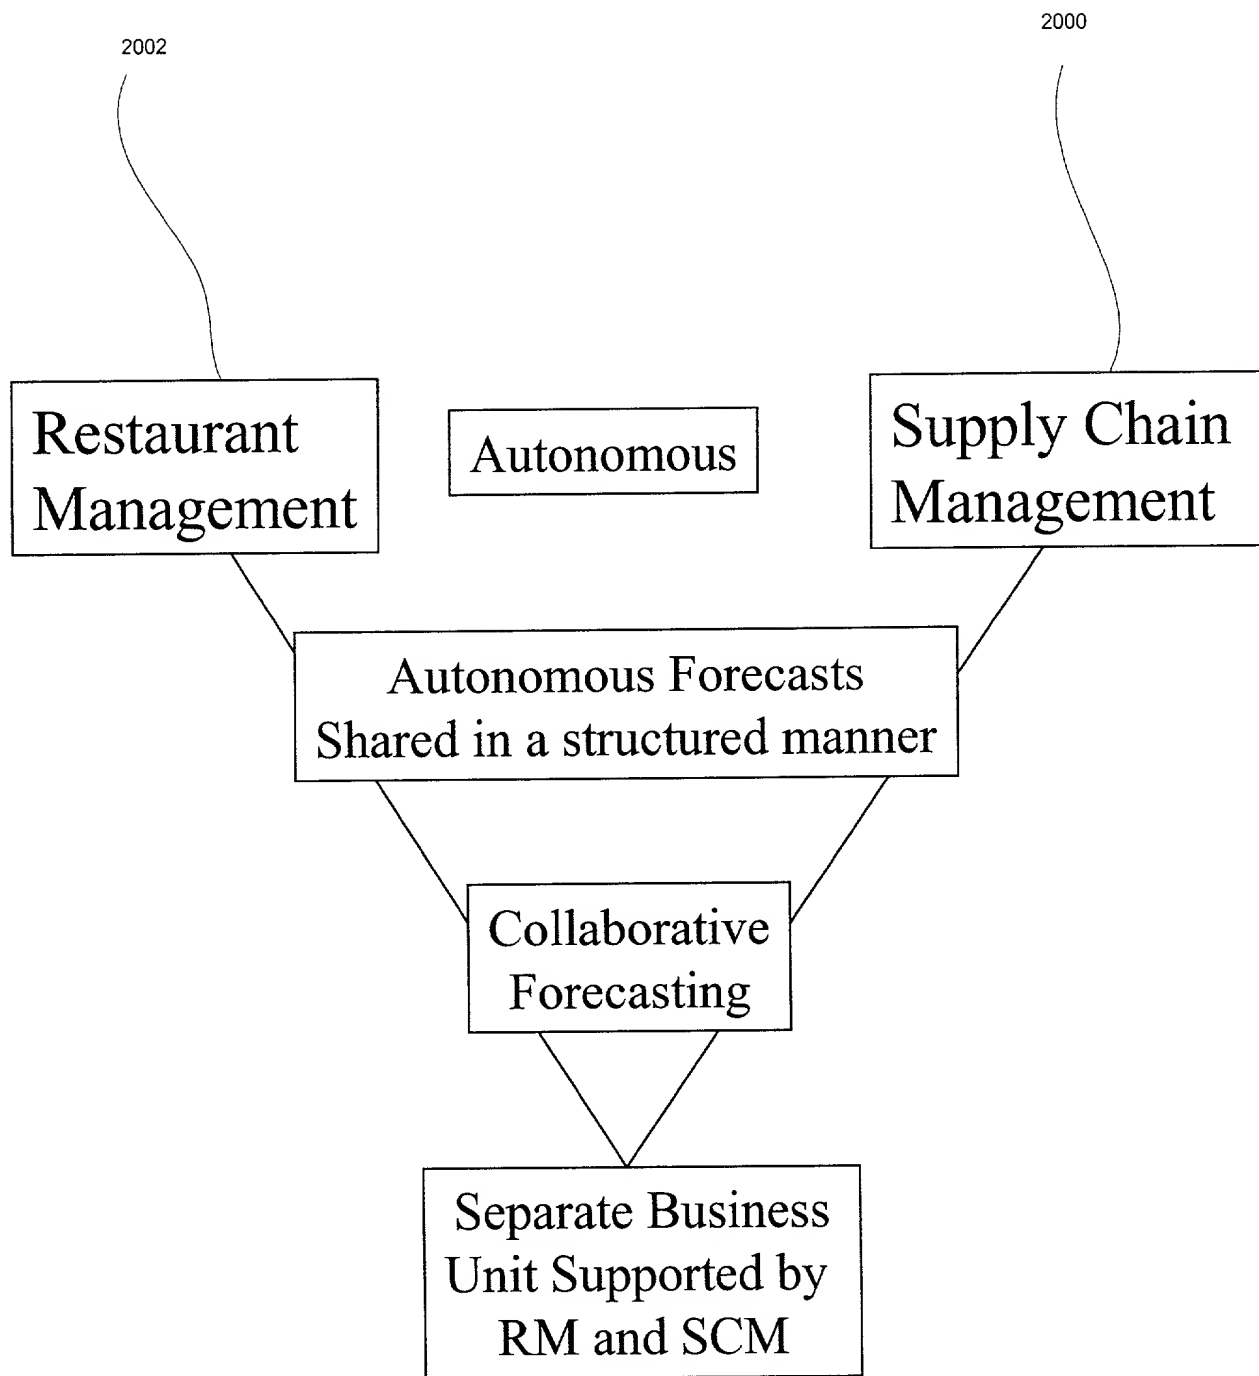 2002
2000
Restaurant
Management
Autonomous
Supply Chain
Management
Autonomous Forecasts
Shared in a structured manner
Collaborative
Forecasting
Separate Business
Unit Supported by
RM and SCM